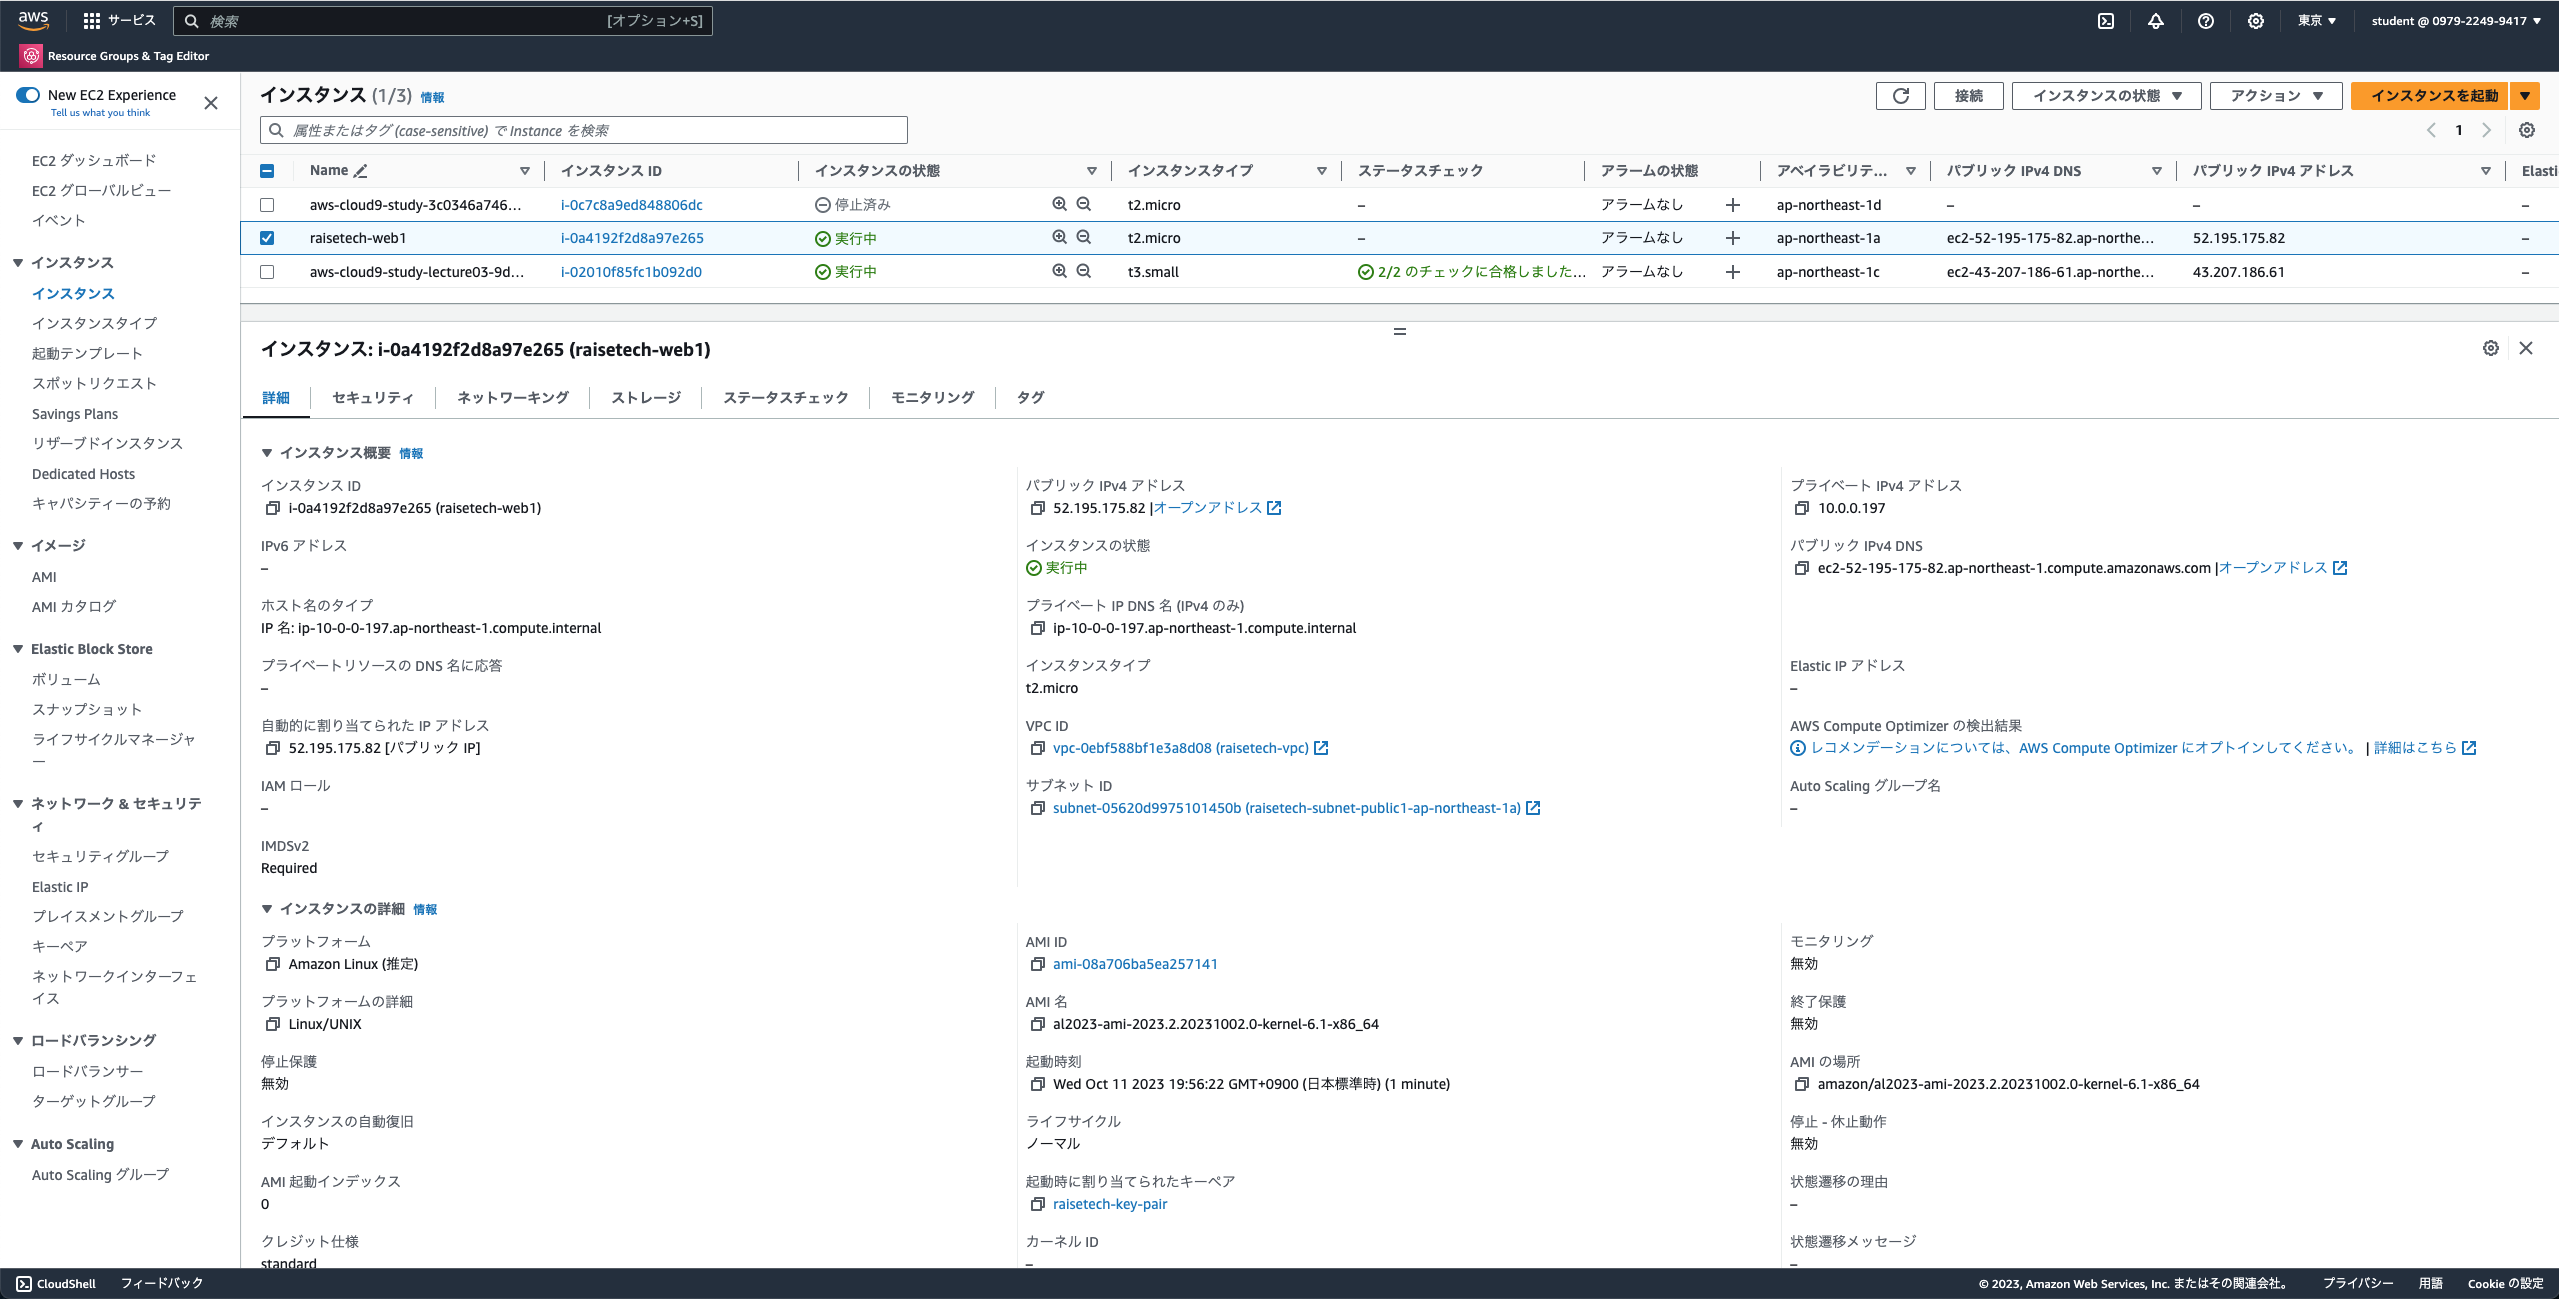 aws
サービス
検索
[オプション+S]
東京 ▼
student @ 0979-2249-9417 ▼
Resource Groups & Tag Editor
New EC2 Experience
Tell us what you think
EC2 ダッシュボード
EC2 グローバルビュー
イベント
▼ インスタンス
インスタンス
インスタンスタイプ
起動テンプレート
スポットリクエスト
Savings Plans
リザーブドインスタンス
Dedicated Hosts
キャパシティーの予約
▼ イメージ
AMI
AMI カタログ
▼ Elastic Block Store
ボリューム
スナップショット
ライフサイクルマネージャ
ー
▼ ネットワーク & セキュリテ
ィ
セキュリティグループ
Elastic IP
プレイスメントグループ
キーペア
ネットワークインターフェ
イス
▼ ロードバランシング
ロードバランサー
ターゲットグループ
▼ Auto Scaling
Auto Scaling グループ
インスタンス (1/3) 情報
接続
インスタンスの状態 ▼
アクション ▼
インスタンスを起動 ▼
属性またはタグ (case-sensitive) で Instance を検索
1
Name インスタンス ID インスタンスの状態 インスタンスタイプ ステータスチェック アラームの状態 アベイラビリテ... パブリック IPv4 DNS パブリック IPv4 アドレス Elasti
aws-cloud9-study-3c0346a746... i-0c7c8a9ed848806dc 停止済み t2.micro – アラームなし + ap-northeast-1d – – –
raisetech-web1 i-0a4192f2d8a97e265 実行中 t2.micro – アラームなし + ap-northeast-1a ec2-52-195-175-82.ap-northe... 52.195.175.82 –
aws-cloud9-study-lecture03-9d... i-02010f85fc1b092d0 実行中 t3.small 2/2 のチェックに合格しました... アラームなし + ap-northeast-1c ec2-43-207-186-61.ap-northe... 43.207.186.61 –
インスタンス: i-0a4192f2d8a97e265 (raisetech-web1)
詳細 セキュリティ ネットワーキング ストレージ ステータスチェック モニタリング タグ
▼ インスタンス概要 情報
インスタンス ID
i-0a4192f2d8a97e265 (raisetech-web1)
パブリック IPv4 アドレス
52.195.175.82 |オープンアドレス
プライベート IPv4 アドレス
10.0.0.197
IPv6 アドレス
–
インスタンスの状態
実行中
パブリック IPv4 DNS
ec2-52-195-175-82.ap-northeast-1.compute.amazonaws.com |オープンアドレス
ホスト名のタイプ
IP 名: ip-10-0-0-197.ap-northeast-1.compute.internal
プライベート IP DNS 名 (IPv4 のみ)
ip-10-0-0-197.ap-northeast-1.compute.internal
プライベートリソースの DNS 名に応答
–
インスタンスタイプ
t2.micro
Elastic IP アドレス
–
自動的に割り当てられた IP アドレス
52.195.175.82 [パブリック IP]
VPC ID
vpc-0ebf588bf1e3a8d08 (raisetech-vpc)
AWS Compute Optimizer の検出結果
レコメンデーションについては、AWS Compute Optimizer にオプトインしてください。 | 詳細はこちら
IAM ロール
–
サブネット ID
subnet-05620d9975101450b (raisetech-subnet-public1-ap-northeast-1a)
Auto Scaling グループ名
–
IMDSv2
Required
▼ インスタンスの詳細 情報
プラットフォーム
Amazon Linux (推定)
AMI ID
ami-08a706ba5ea257141
モニタリング
無効
プラットフォームの詳細
Linux/UNIX
AMI 名
al2023-ami-2023.2.20231002.0-kernel-6.1-x86_64
終了保護
無効
停止保護
無効
起動時刻
Wed Oct 11 2023 19:56:22 GMT+0900 (日本標準時) (1 minute)
AMI の場所
amazon/al2023-ami-2023.2.20231002.0-kernel-6.1-x86_64
インスタンスの自動復旧
デフォルト
ライフサイクル
ノーマル
停止 - 休止動作
無効
AMI 起動インデックス
0
起動時に割り当てられたキーペア
raisetech-key-pair
状態遷移の理由
–
クレジット仕様
standard
カーネル ID
–
状態遷移メッセージ
–
CloudShell フィードバック
© 2023, Amazon Web Services, Inc. またはその関連会社。 プライバシー 用語 Cookie の設定